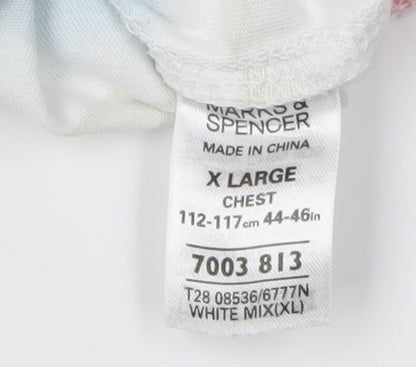 MARKS &
SPENCER
MADE IN CHINA
X LARGE
CHEST
112-117cm 44-46in
7003 813
T28 08536/6777N
WHITE MIX(XL)